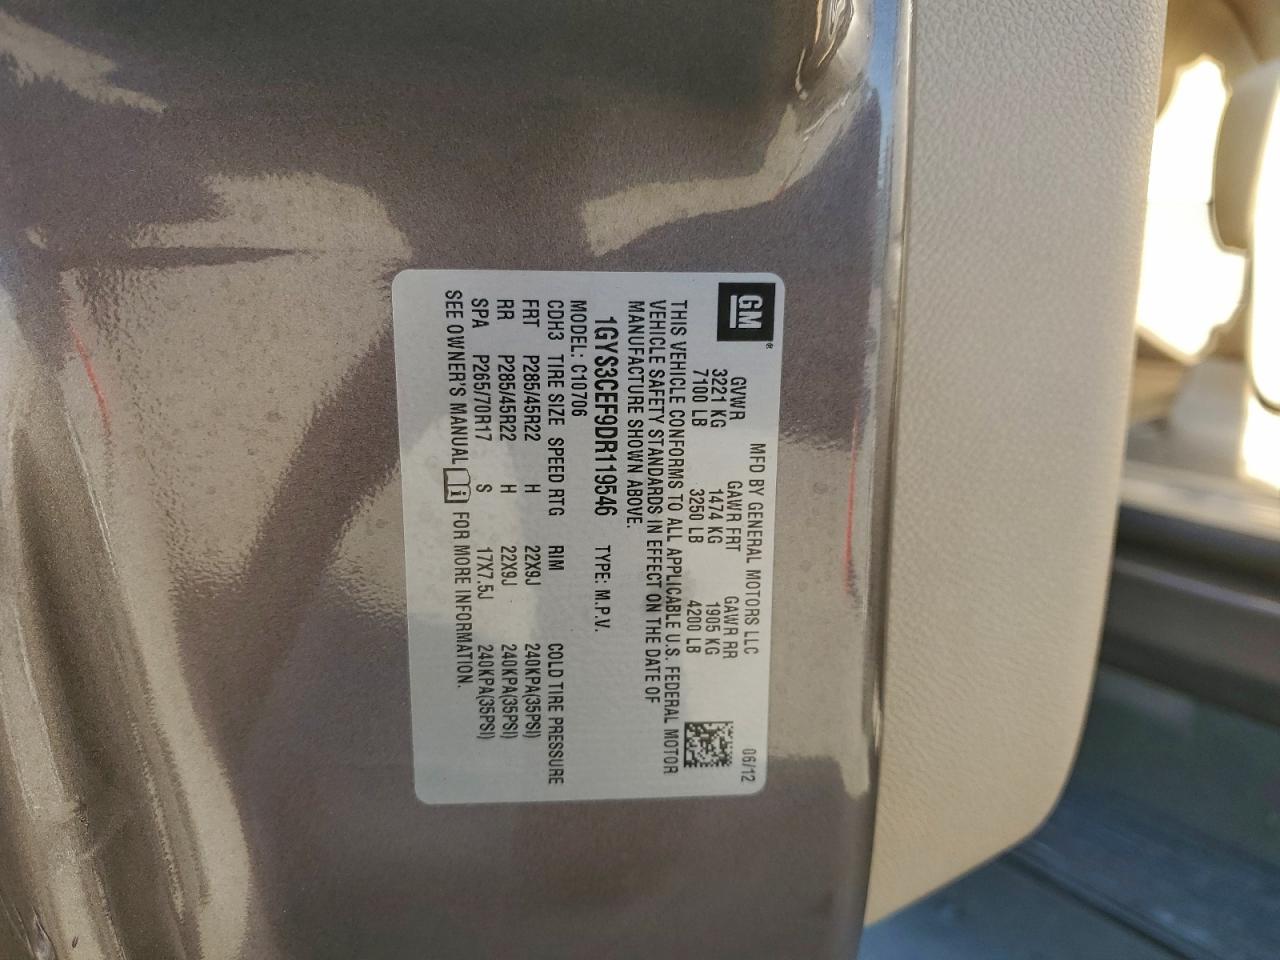 GM®
MFD BY GENERAL MOTORS LLC 06/12
GVWR GAWR FRT GAWR RR
3221 KG 1474 KG 1905 KG
7100 LB 3250 LB 4200 LB
THIS VEHICLE CONFORMS TO ALL APPLICABLE U.S. FEDERAL MOTOR
VEHICLE SAFETY STANDARDS IN EFFECT ON THE DATE OF
MANUFACTURE SHOWN ABOVE.
1GYS3CEF9DR119546 TYPE: M.P.V.
MODEL: C10706
CDH3 TIRE SIZE SPEED RTG RIM COLD TIRE PRESSURE
FRT P285/45R22 H 22X9J 240KPA(35PSI)
RR P285/45R22 H 22X9J 240KPA(35PSI)
SPA P265/70R17 S 17X7.5J 240KPA(35PSI)
SEE OWNER'S MANUAL i FOR MORE INFORMATION.